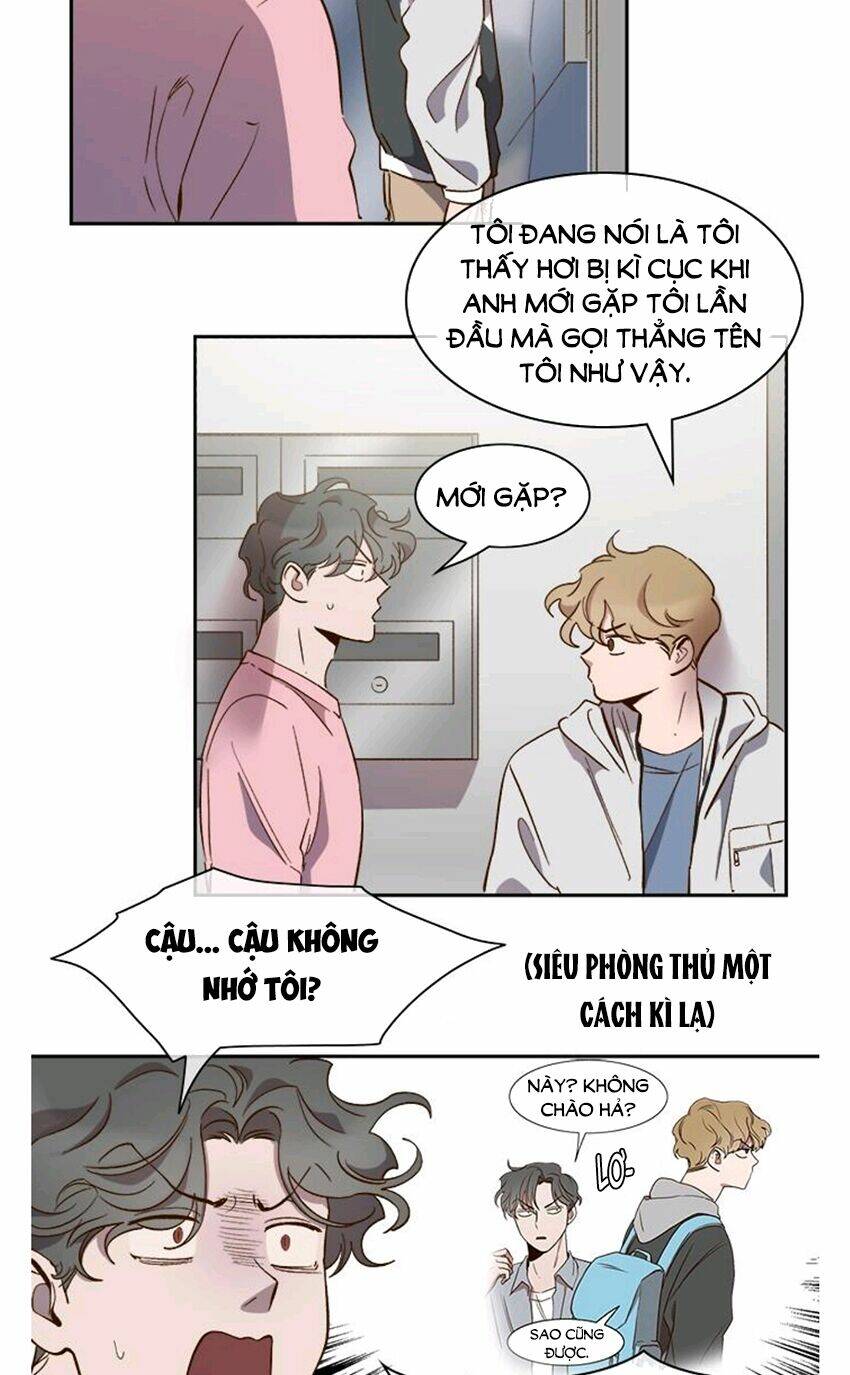 TÔI ĐANG NÓI LÀ TÔI
THẤY HƠI BỊ KÌ CỤC KHI
ANH MỚI GẶP TÔI LẦN
ĐẦU MÀ GỌI THẲNG TÊN
TÔI NHƯ VẬY.
MỚI GẶP?
CẬU... CẬU KHÔNG
NHỚ TÔI?
(SIÊU PHÒNG THỦ MỘT
CÁCH KÌ LẠ)
NÀY? KHÔNG
CHÀO HẢ?
LƠ-
SAO CŨNG
ĐƯỢC.